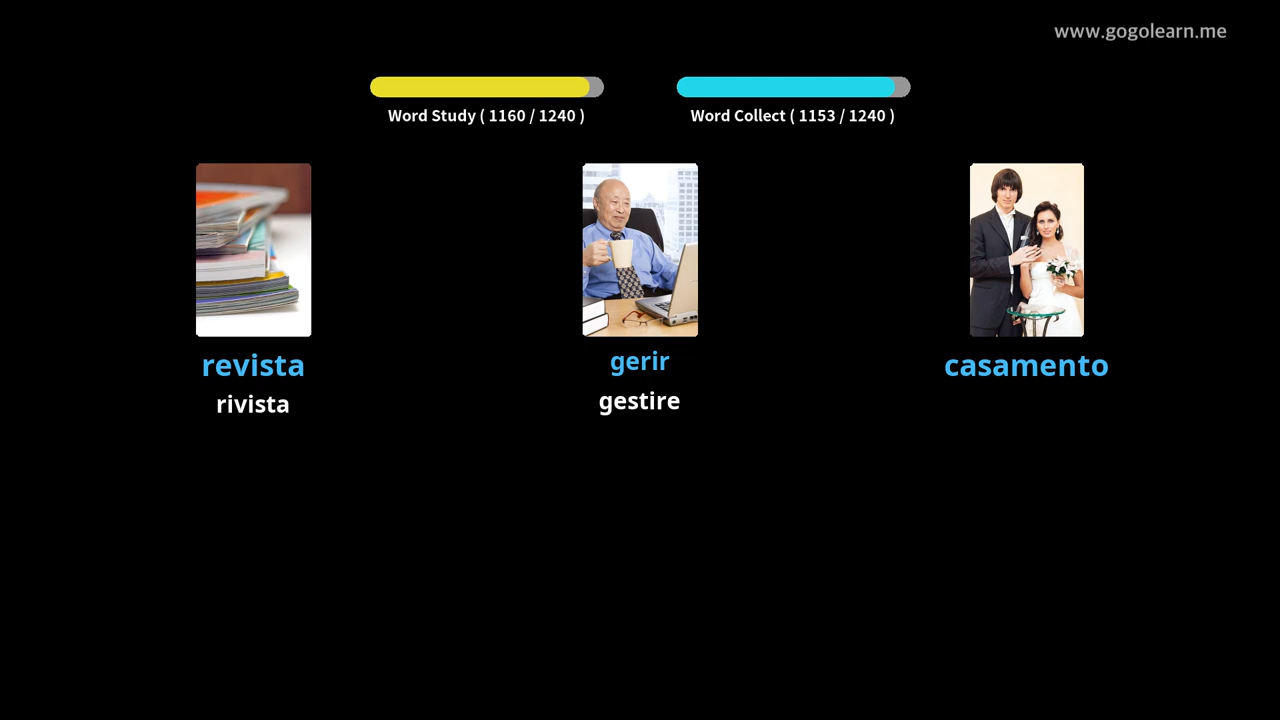 www.gogolearn.me
Word Study ( 1160 / 1240 )
Word Collect ( 1153 / 1240 )
revista
rivista
gerir
gestire
casamento